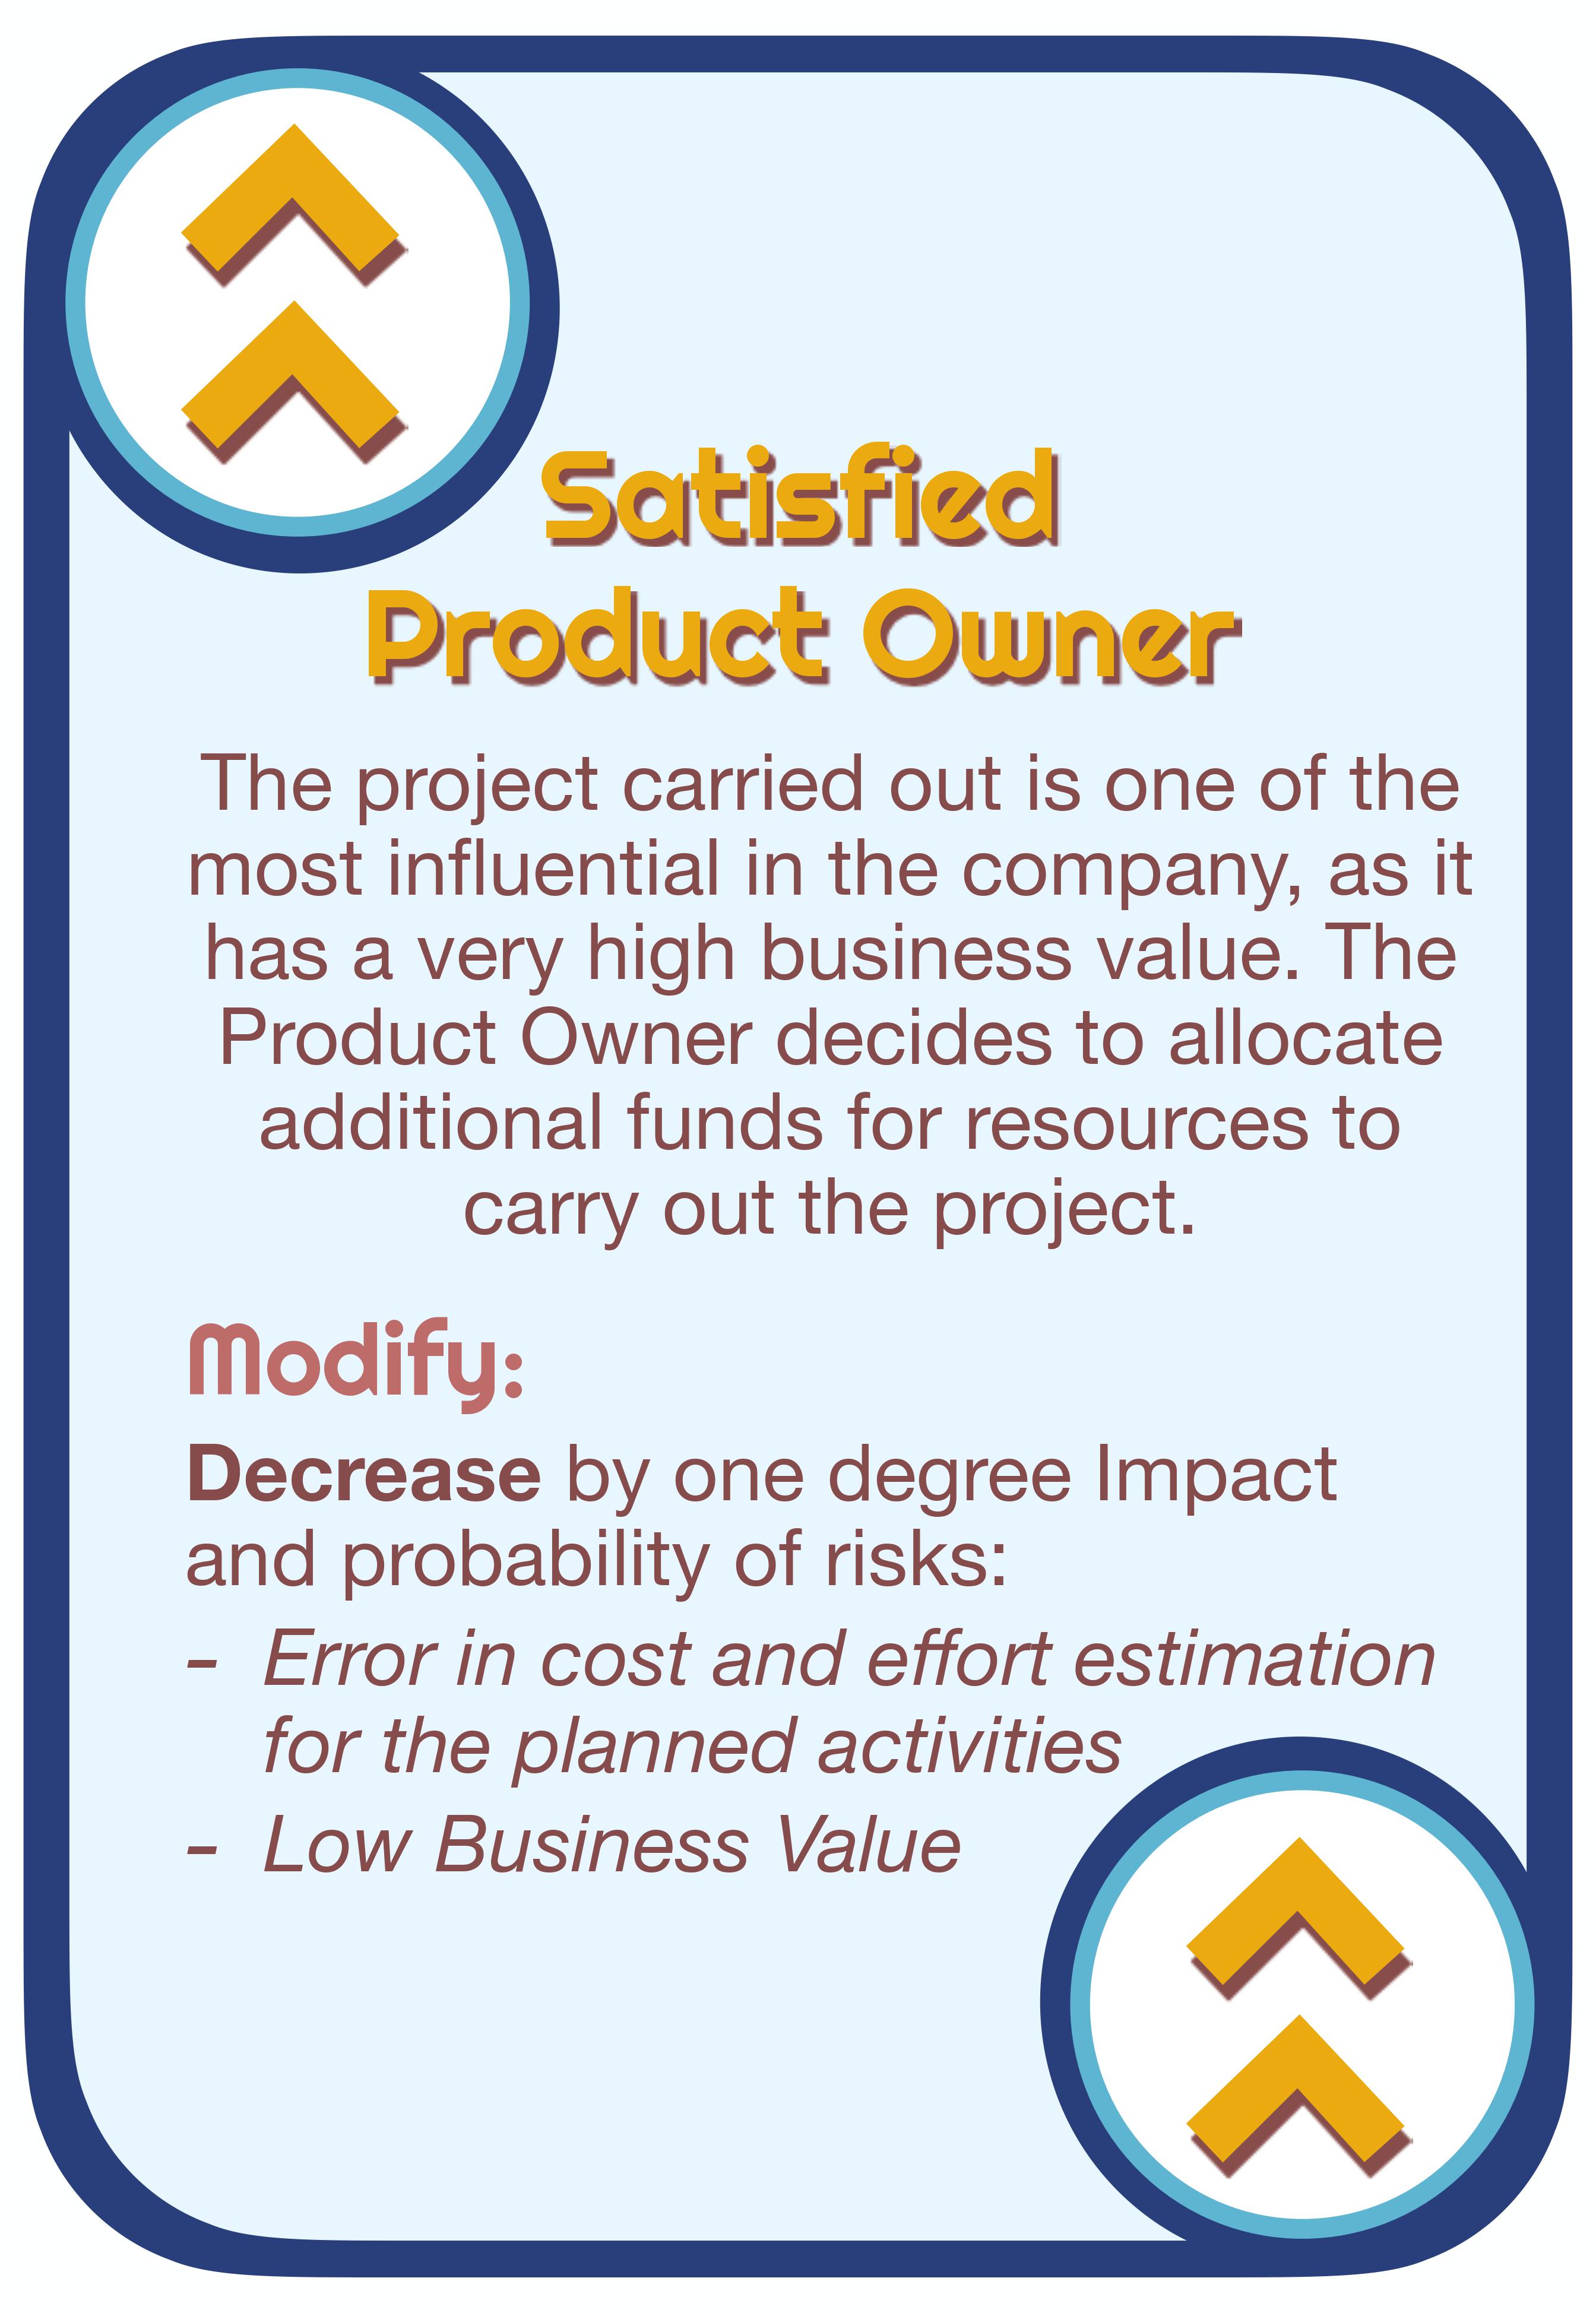 Satisfied
Product Owner
The project carried out is one of the
most influential in the company, as it
has a very high business value. The
Product Owner decides to allocate
additional funds for resources to
carry out the project.
Modify:
Decrease by one degree Impact
and probability of risks:
- Error in cost and effort estimation
for the planned activities
- Low Business Value